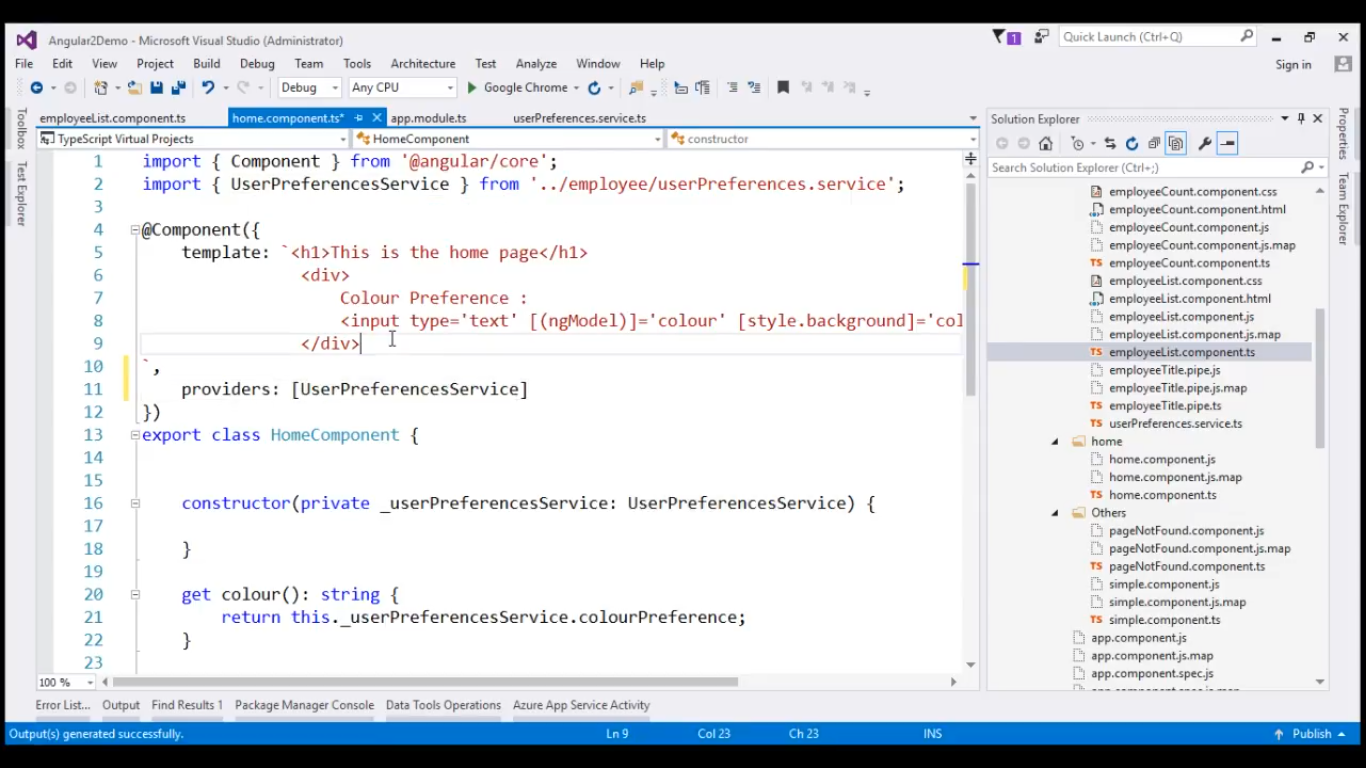 Angular2Demo - Microsoft Visual Studio (Administrator)
1
Quick Launch (Ctrl+Q)
File Edit View Project Build Debug Team Tools Architecture Test Analyze Window Help
Sign in
Debug Any CPU Google Chrome
Toolbox
Test Explorer
employeeList.component.ts home.component.ts* app.module.ts userPreferences.service.ts
TypeScript Virtual Projects HomeComponent constructor
1 import { Component } from '@angular/core';
2 import { UserPreferencesService } from '../employee/userPreferences.service';
3
4 @Component({
5 template: `<h1>This is the home page</h1>
6 <div>
7 Colour Preference :
8 <input type='text' [(ngModel)]='colour' [style.background]='col
9 </div>
10 `,
11 providers: [UserPreferencesService]
12 })
13 export class HomeComponent {
14
15
16 constructor(private _userPreferencesService: UserPreferencesService) {
17
18 }
19
20 get colour(): string {
21 return this._userPreferencesService.colourPreference;
22 }
23
100 %
Solution Explorer
Search Solution Explorer (Ctrl+;)
employeeCount.component.css
employeeCount.component.html
employeeCount.component.js
employeeCount.component.js.map
TS employeeCount.component.ts
employeeList.component.css
employeeList.component.html
employeeList.component.js
employeeList.component.js.map
TS employeeList.component.ts
employeeTitle.pipe.js
employeeTitle.pipe.js.map
TS employeeTitle.pipe.ts
TS userPreferences.service.ts
home
home.component.js
home.component.js.map
TS home.component.ts
Others
pageNotFound.component.js
pageNotFound.component.js.map
TS pageNotFound.component.ts
simple.component.js
simple.component.js.map
TS simple.component.ts
app.component.js
app.component.js.map
app.component.spec.js
Properties
Team Explorer
Error List... Output Find Results 1 Package Manager Console Data Tools Operations Azure App Service Activity
Output(s) generated successfully. Ln 9 Col 23 Ch 23 INS Publish